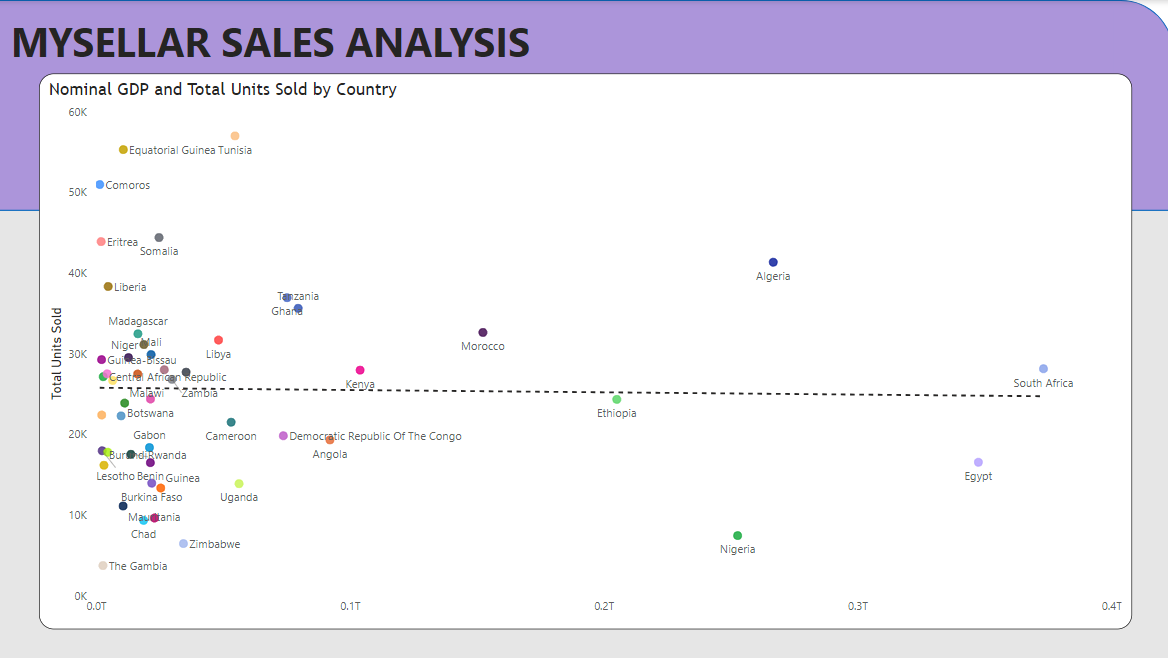 MYSELLAR SALES ANALYSIS
Nominal GDP and Total Units Sold by Country
60K
Equatorial Guinea Tunisia
50K
Comoros
Eritrea
Somalia
40K
Algeria
Liberia
Tanzania
Ghana
Madagascar
Total Units Sold
Niger Mali
Morocco
30K
Libya
Guinea-Bissau
Central African Republic
Kenya
South Africa
Malawi Zambia
Botswana
Ethiopia
20K
Gabon
Cameroon
Democratic Republic Of The Congo
Burundi Rwanda
Angola
Lesotho Benin Guinea
Egypt
Burkina Faso
Uganda
10K
Mauritania
Chad
Zimbabwe
Nigeria
The Gambia
0K
0.0T 0.1T 0.2T 0.3T 0.4T